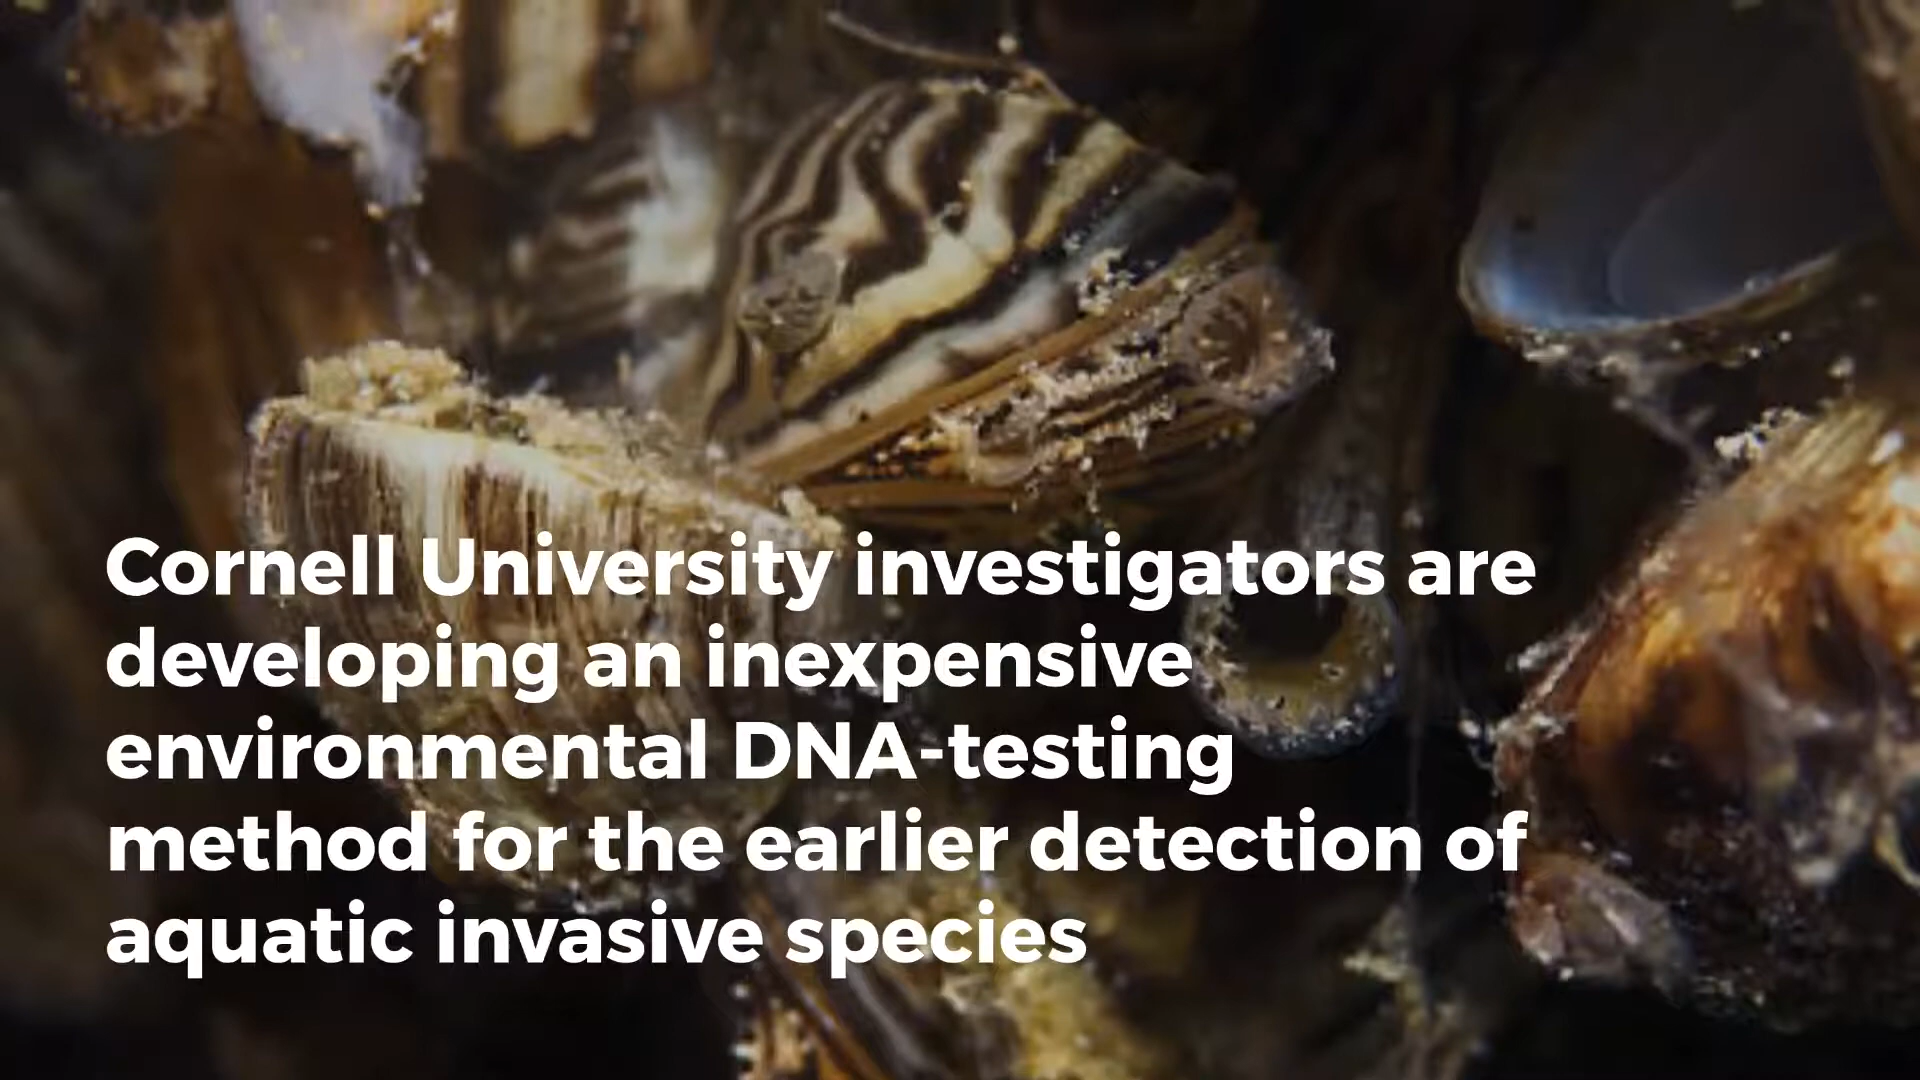 Cornell University investigators are
developing an inexpensive
environmental DNA-testing
method for the earlier detection of
aquatic invasive species